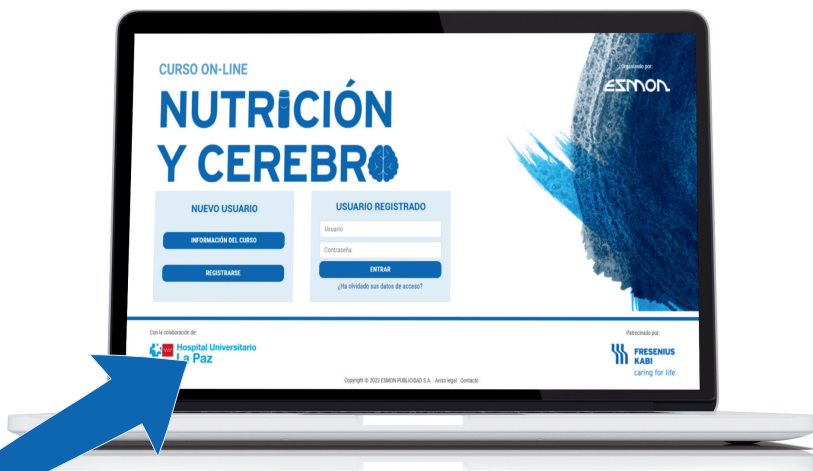 CURSO ON-LINE
NUTRICIÓN
Y CEREBRO
Organizado por:
ESMON
NUEVO USUARIO
INFORMACIÓN DEL CURSO
REGISTRARSE
USUARIO REGISTRADO
Usuario
Contraseña
ENTRAR
¿Ha olvidado sus datos de acceso?
Con la colaboración de:
Hospital Universitario
La Paz
Patrocinado por:
FRESENIUS
KABI
caring for life
Copyright © 2022 ESMON PUBLICIDAD S.A. · Aviso legal · Contacto